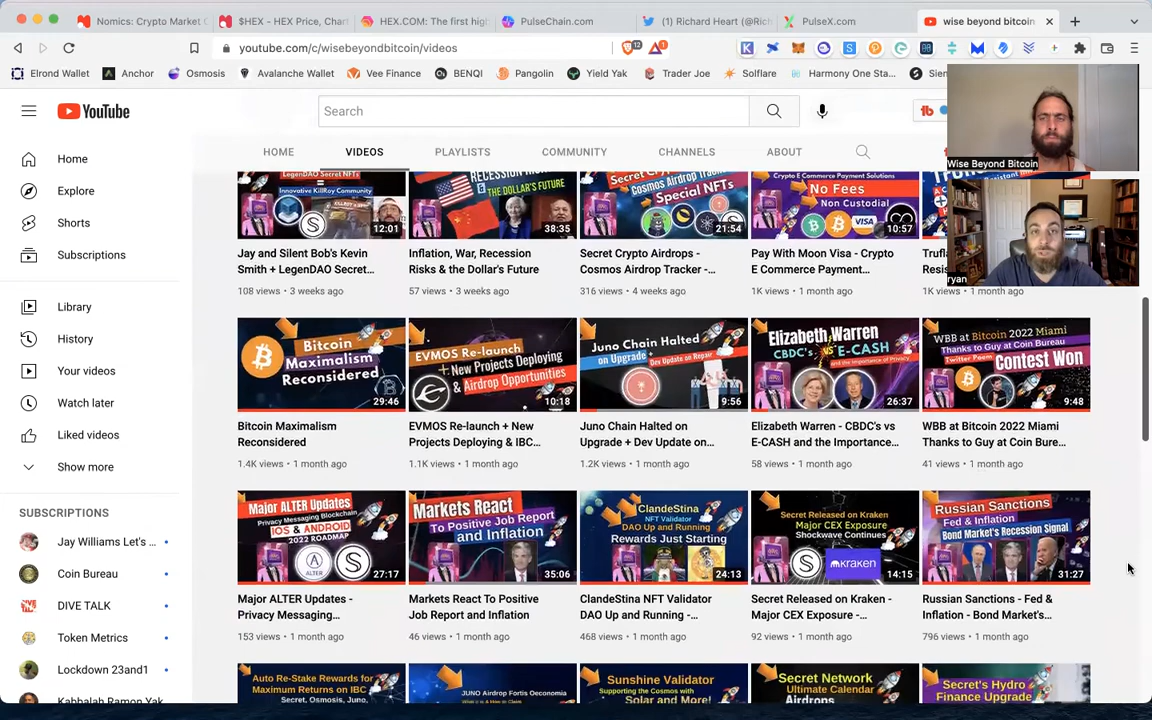 Nomics: Crypto Market C
$HEX - HEX Price, Chart
HEX.COM: The first high
PulseChain.com
(1) Richard Heart (@Rich
PulseX.com
wise beyond bitcoin
youtube.com/c/wisebeyondbitcoin/videos
12
1
Elrond Wallet
Anchor
Osmosis
Avalanche Wallet
Vee Finance
BENQI
Pangolin
Yield Yak
Trader Joe
Solflare
Harmony One Sta...
Sien
YouTube
Search
HOME
VIDEOS
PLAYLISTS
COMMUNITY
CHANNELS
ABOUT
Wise Beyond Bitcoin
ryan
Home
Explore
Shorts
Subscriptions
Library
History
Your videos
Watch later
Liked videos
Show more
SUBSCRIPTIONS
Jay Williams Let's ...
Coin Bureau
DIVE TALK
Token Metrics
Lockdown 23and1
Kabbalah Ramon Yak
LegenDAO Secret NFTs
Innovative KillRoy Community
12:01
RECESSION
& THE DOLLAR'S FUTURE
38:35
Cosmos Airdrop
Special NFTs
21:54
Crypto E Commerce Payment Solutions
No Fees
Non Custodial
VISA
10:57
Jay and Silent Bob's Kevin
Smith + LegenDAO Secret...
108 views • 3 weeks ago
Inflation, War, Recession
Risks & the Dollar's Future
57 views • 3 weeks ago
Secret Crypto Airdrops -
Cosmos Airdrop Tracker -...
316 views • 4 weeks ago
Pay With Moon Visa - Crypto
E Commerce Payment...
1K views • 1 month ago
Trufla
Resis
1K views • 1 month ago
Bitcoin
Maximalism
Reconsidered
29:46
EVMOS Re-launch
+ New Projects Deploying
& Airdrop Opportunities
10:18
Juno Chain Halted
on Upgrade + Dev Update on Repair
9:56
Elizabeth Warren
CBDC's vs E-CASH
and the Importance of Privacy
26:37
WBB at Bitcoin 2022 Miami
Thanks to Guy at Coin Bureau
Twitter Poem Contest Won
9:48
Bitcoin Maximalism
Reconsidered
1.4K views • 1 month ago
EVMOS Re-launch + New
Projects Deploying & IBC...
1.1K views • 1 month ago
Juno Chain Halted on
Upgrade + Dev Update on...
1.2K views • 1 month ago
Elizabeth Warren - CBDC's vs
E-CASH and the Importance...
58 views • 1 month ago
WBB at Bitcoin 2022 Miami
Thanks to Guy at Coin Bure...
41 views • 1 month ago
Major ALTER Updates
Privacy Messaging Blockchain
IOS & ANDROID
2022 ROADMAP
ALTER
27:17
Markets React
To Positive Job Report
and Inflation
35:06
ClandeStina
NFT Validator
DAO Up and Running
Rewards Just Starting
24:13
Secret Released on Kraken
Major CEX Exposure
Shockwave Continues
kraken
14:15
Russian Sanctions
Fed & Inflation
Bond Market's Recession Signal
31:27
Major ALTER Updates -
Privacy Messaging...
153 views • 1 month ago
Markets React To Positive
Job Report and Inflation
46 views • 1 month ago
ClandeStina NFT Validator
DAO Up and Running -...
468 views • 1 month ago
Secret Released on Kraken -
Major CEX Exposure -...
92 views • 1 month ago
Russian Sanctions - Fed &
Inflation - Bond Market's...
796 views • 1 month ago
Auto Re-Stake Rewards for
Maximum Returns on IBC
Secret, Osmosis, Juno,
JUNO Airdrop Fortis Oeconomia
Sunshine Validator
Supporting the Cosmos
with Solar and More!
Secret Network
Ultimate Calendar
Airdrops
Secret's Hydro
Finance Upgrade